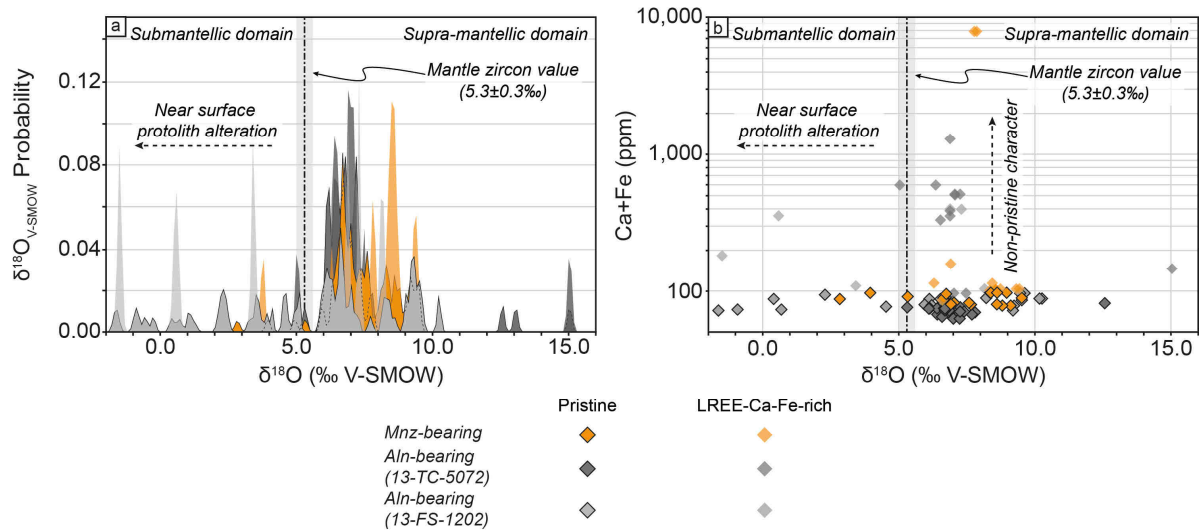 a
Submantellic domain
Supra-mantellic domain
Mantle zircon value
(5.3±0.3‰)
Near surface
protolith alteration
0.12
0.08
0.04
0.00
δ18OV-SMOW Probability
0.0
5.0
10.0
15.0
δ18O (‰ V-SMOW)
b
Submantellic domain
Supra-mantellic domain
Mantle zircon value
(5.3±0.3‰)
Near surface
protolith alteration
Non-pristine character
10,000
1,000
100
Ca+Fe (ppm)
0.0
5.0
10.0
15.0
δ18O (‰ V-SMOW)
Pristine
LREE-Ca-Fe-rich
Mnz-bearing
Aln-bearing
(13-TC-5072)
Aln-bearing
(13-FS-1202)